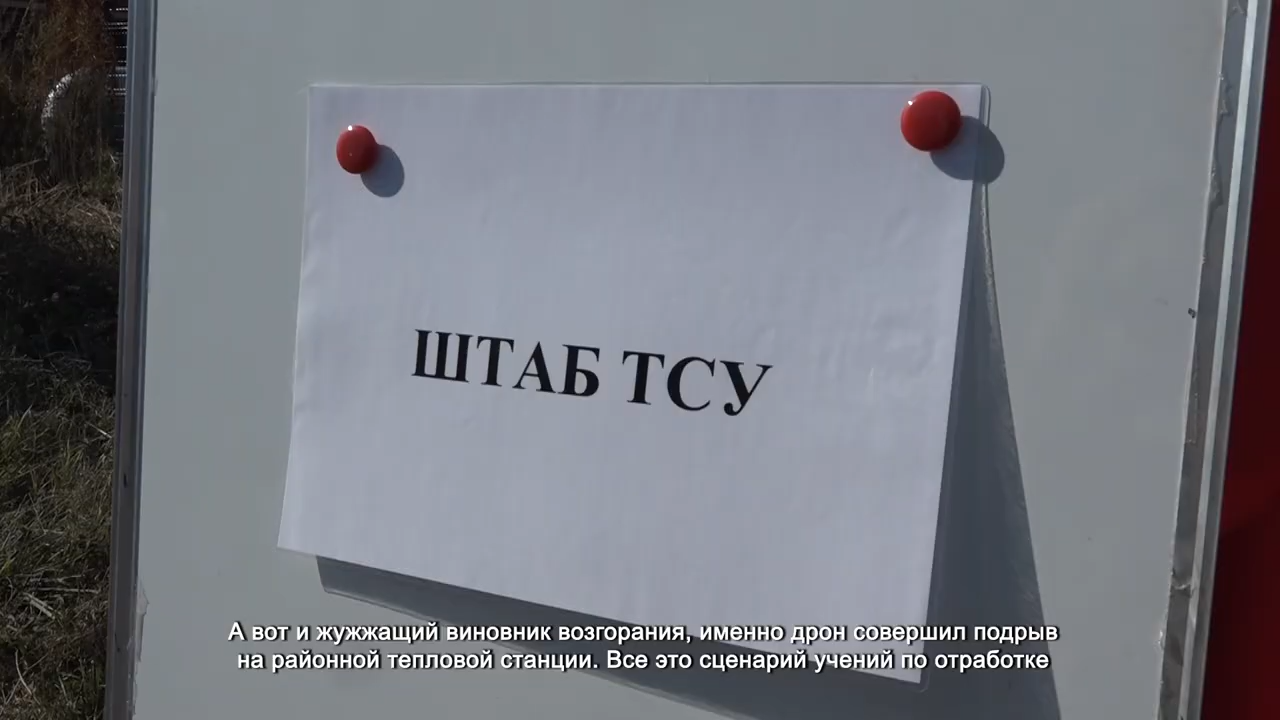 ШТАБ ТСУ
А вот и жужжащий виновник возгорания, именно дрон совершил подрыв
на районной тепловой станции. Все это сценарий учений по отработке